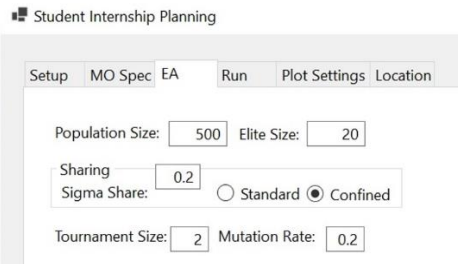 Student Internship Planning
Setup MO Spec EA Run Plot Settings Location
Population Size: 500 Elite Size: 20
Sharing
Sigma Share: 0.2 Standard Confined
Tournament Size: 2 Mutation Rate: 0.2